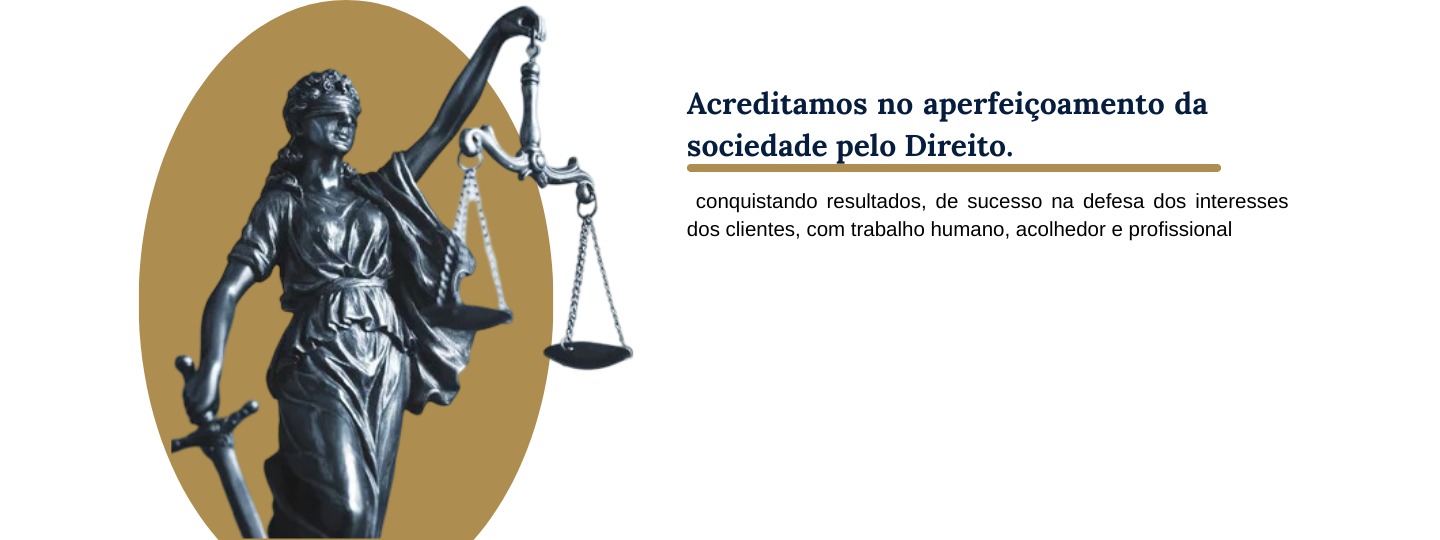 Acreditamos no aperfeiçoamento da
sociedade pelo Direito.
conquistando resultados, de sucesso na defesa dos interesses
dos clientes, com trabalho humano, acolhedor e profissional